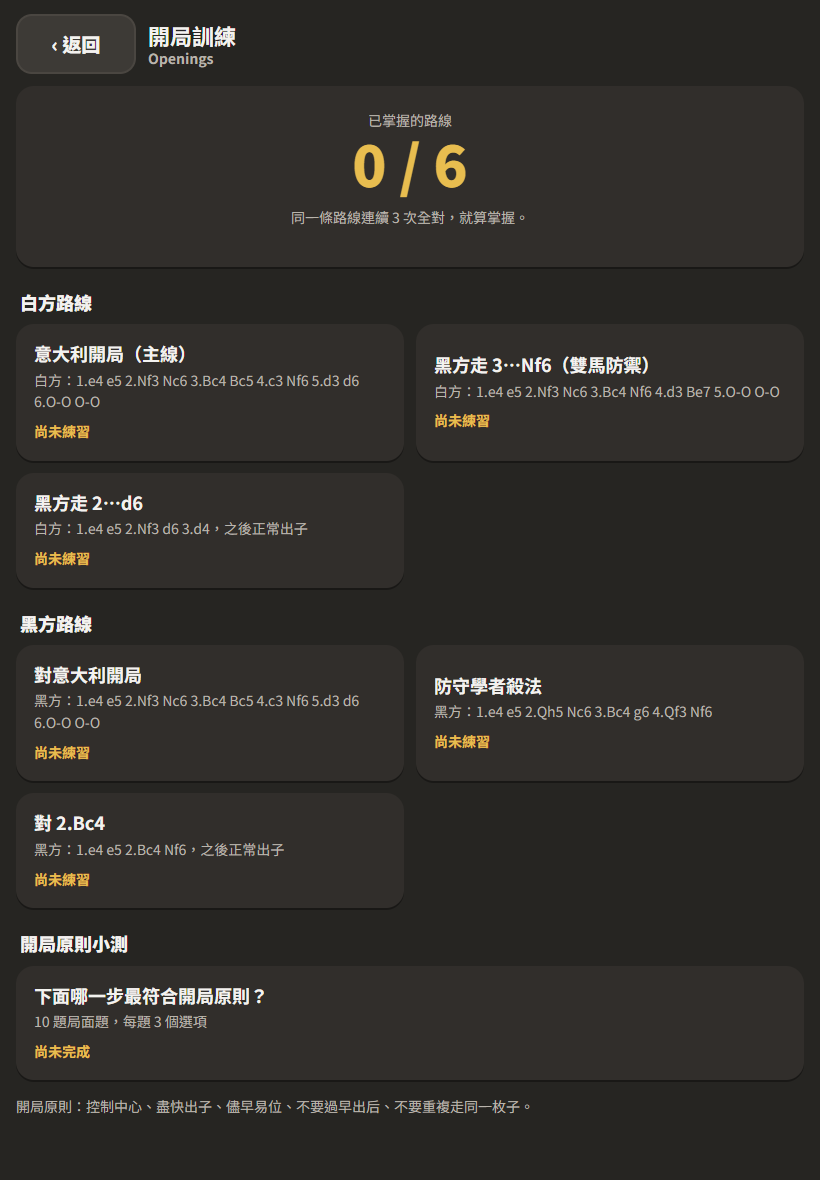 ‹ 返回
開局訓練
Openings
已掌握的路線
0 / 6
同一條路線連續 3 次全對，就算掌握。
白方路線
意大利開局（主線）
白方：1.e4 e5 2.Nf3 Nc6 3.Bc4 Bc5 4.c3 Nf6 5.d3 d6
6.O-O O-O
尚未練習
黑方走 3…Nf6（雙馬防禦）
白方：1.e4 e5 2.Nf3 Nc6 3.Bc4 Nf6 4.d3 Be7 5.O-O O-O
尚未練習
黑方走 2…d6
白方：1.e4 e5 2.Nf3 d6 3.d4，之後正常出子
尚未練習
黑方路線
對意大利開局
黑方：1.e4 e5 2.Nf3 Nc6 3.Bc4 Bc5 4.c3 Nf6 5.d3 d6
6.O-O O-O
尚未練習
防守學者殺法
黑方：1.e4 e5 2.Qh5 Nc6 3.Bc4 g6 4.Qf3 Nf6
尚未練習
對 2.Bc4
黑方：1.e4 e5 2.Bc4 Nf6，之後正常出子
尚未練習
開局原則小測
下面哪一步最符合開局原則？
10 題局面題，每題 3 個選項
尚未完成
開局原則：控制中心、盡快出子、儘早易位、不要過早出后、不要重複走同一枚子。